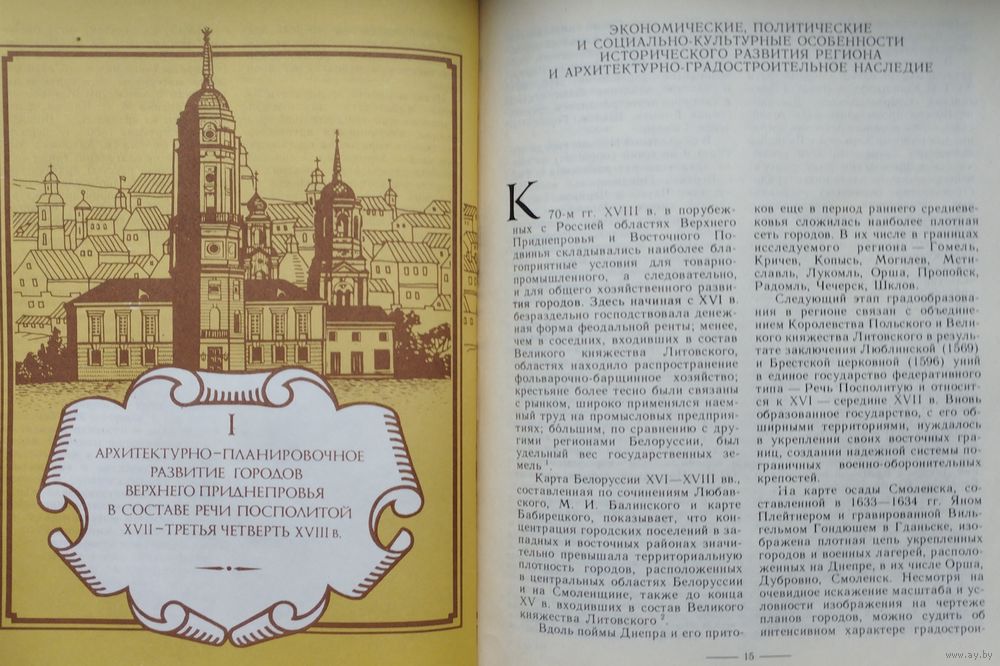 I
АРХИТЕКТУРНО-ПЛАНИРОВОЧНОЕ
РАЗВИТИЕ ГОРОДОВ
ВЕРХНЕГО ПРИДНЕПРОВЬЯ
В СОСТАВЕ РЕЧИ ПОСПОЛИТОЙ
XVII–ТРЕТЬЯ ЧЕТВЕРТЬ XVIII В.
ЭКОНОМИЧЕСКИЕ, ПОЛИТИЧЕСКИЕ
И СОЦИАЛЬНО-КУЛЬТУРНЫЕ ОСОБЕННОСТИ
ИСТОРИЧЕСКОГО РАЗВИТИЯ РЕГИОНА
И АРХИТЕКТУРНО-ГРАДОСТРОИТЕЛЬНОЕ НАСЛЕДИЕ
К 70-м гг. XVIII в. в порубеж-
ных с Россией областях Верхнего
Приднепровья и Восточного По-
двинья складывались наиболее бла-
гоприятные условия для товарно-
промышленного, а следовательно,
и для общего хозяйственного разви-
тия городов. Здесь начиная с XVI в.
безраздельно господствовала денеж-
ная форма феодальной ренты; менее,
чем в соседних, входивших в состав
Великого княжества Литовского,
областях находило распространение
фольварочно-барщинное хозяйство;
крестьяне более тесно были связаны
с рынком, широко применялся наем-
ный труд на промысловых предприя-
тиях; бо́льшим, по сравнению с дру-
гими регионами Белоруссии, был
удельный вес государственных зе-
мель ¹.
Карта Белоруссии XVI—XVIII вв.,
составленная по сочинениям Любав-
ского, М. И. Балинского и карте
Бабирецкого, показывает, что кон-
центрация городских поселений в за-
падных и восточных районах значи-
тельно превышала территориальную
плотность городов, расположенных
в центральных областях Белоруссии
и на Смоленщине, также до конца
XV в. входивших в состав Великого
княжества Литовского ².
Вдоль поймы Днепра и его прито-
ков еще в период раннего средневе-
ковья сложилась наиболее плотная
сеть городов. В их числе в границах
исследуемого региона — Гомель,
Кричев, Копысь, Могилев, Мсти-
славль, Лукомль, Орша, Пропойск,
Радомль, Чечерск, Шклов.
Следующий этап градообразования
в регионе связан с объедине-
нием Королевства Польского и Вели-
кого княжества Литовского в резуль-
тате заключения Люблинской (1569)
и Брестской церковной (1596) уний
в единое государство федеративного
типа — Речь Посполитую и относит-
ся к XVI — середине XVII в. Вновь
образованное государство, с его об-
ширными территориями, нуждалось
в укреплении своих восточных гра-
ниц, создании надежной системы по-
граничных военно-оборонительных
крепостей.
На карте осады Смоленска, со-
ставленной в 1633—1634 гг. Яном
Плейтнером и гравированной Виль-
гельмом Гондюшем в Гданьске, изо-
бражена плотная цепь укрепленных
городов и военных лагерей, располо-
женных на Днепре, в их числе Орша,
Дубровно, Смоленск. Несмотря на
очевидное искажение масштаба и ус-
ловности изображения на чертеже
планов городов, можно судить об
интенсивном характере градострои-
15
www.ay.by